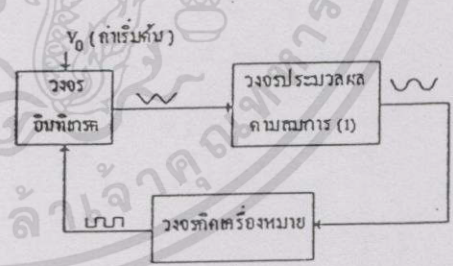 V₀ (ค่าเริ่มต้น)
วงจร
อินทิเกรต
วงจรประมวลผล
ตามสมการ (1)
วงจรคิดเครื่องหมาย